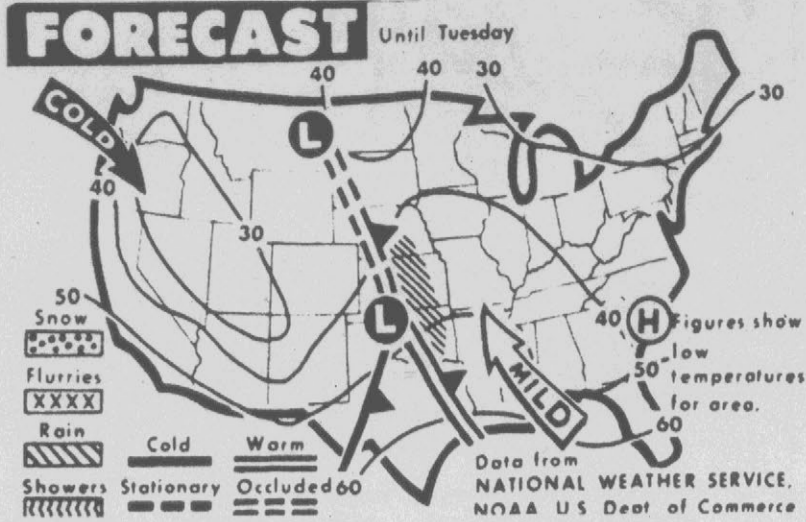 FORECAST
Until Tuesday
40
40
30
30
COLD
L
40
30
50
L
40
H
Figures show
low
temperatures
for area.
50
MILD
60
60
Snow
Flurries
XXXX
Rain
Showers
Cold
Warm
Stationary
Occluded
Data from
NATIONAL WEATHER SERVICE,
NOAA U S Dept of Commerce